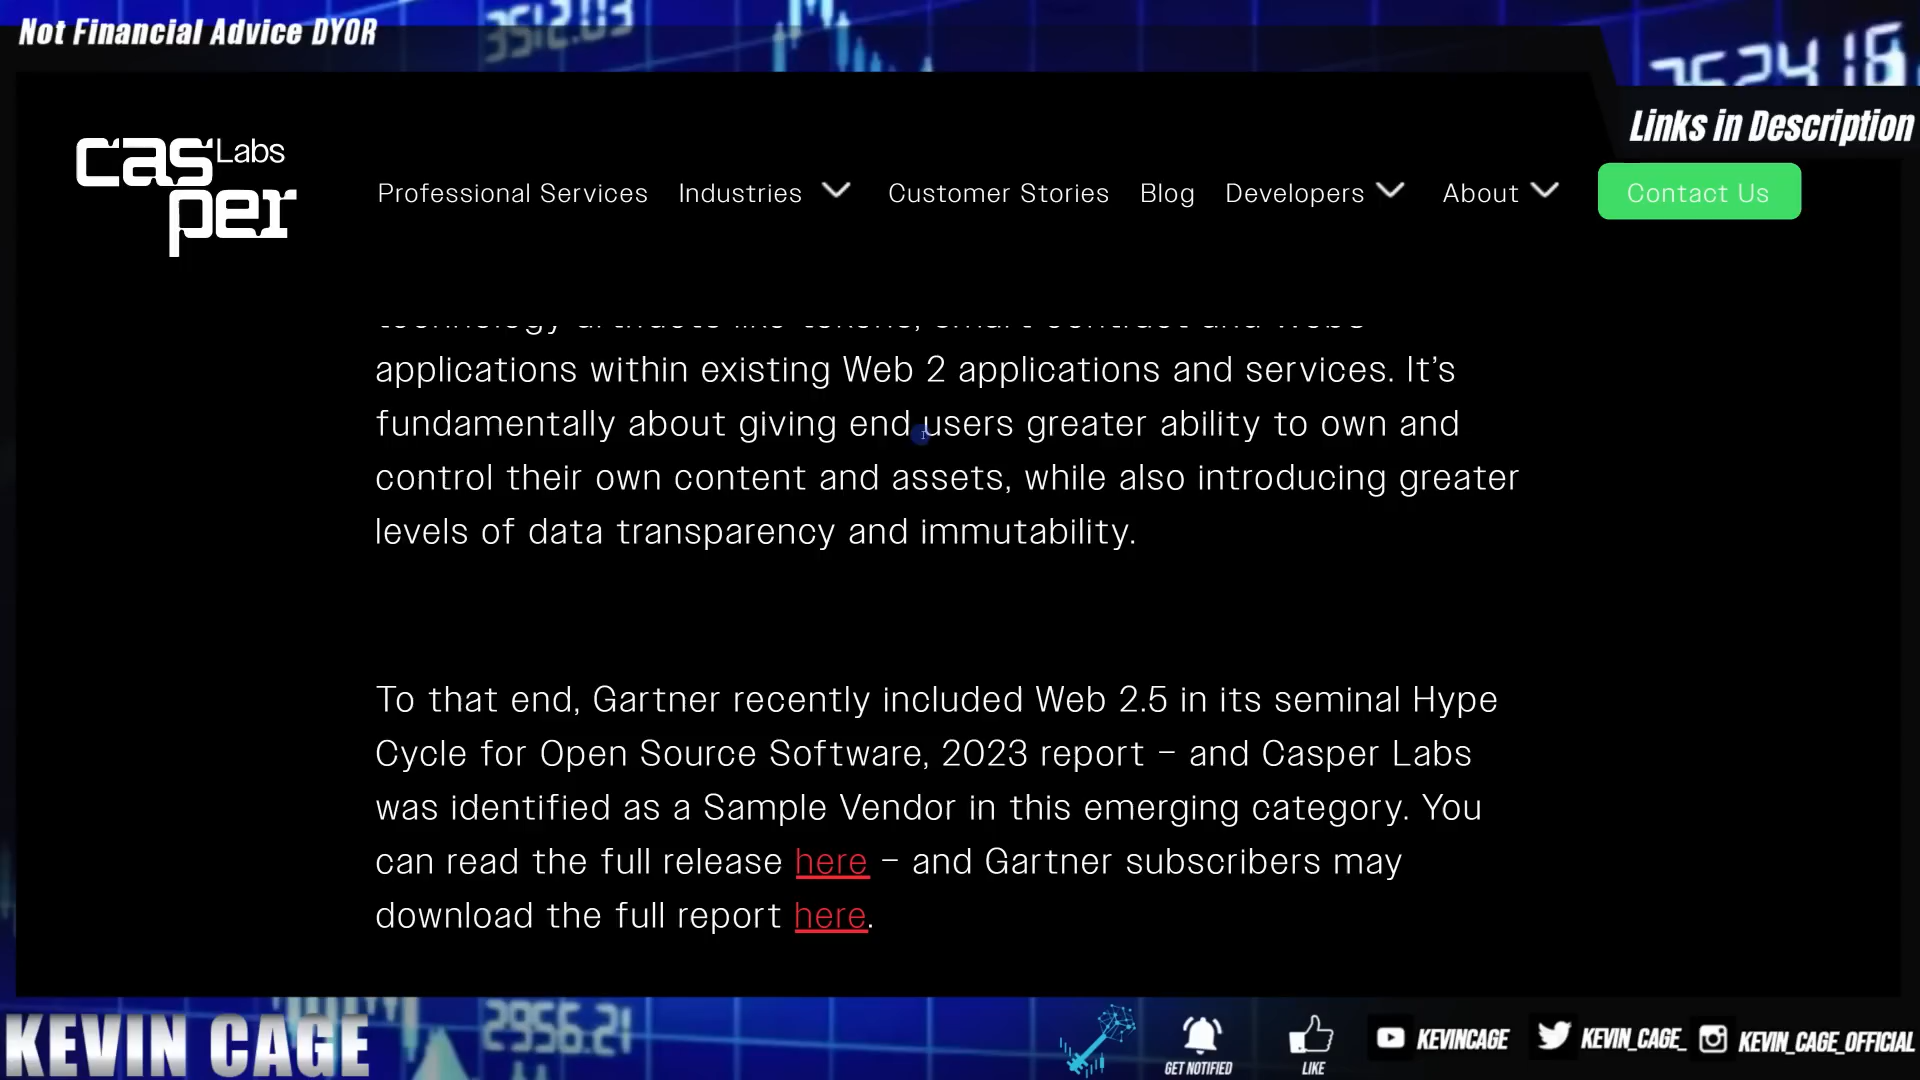 Not Financial Advice DYOR
3512.03
Links in Description
casper Labs
Professional Services Industries Customer Stories Blog Developers About Contact Us
applications within existing Web 2 applications and services. It's
fundamentally about giving end users greater ability to own and
control their own content and assets, while also introducing greater
levels of data transparency and immutability.
To that end, Gartner recently included Web 2.5 in its seminal Hype
Cycle for Open Source Software, 2023 report – and Casper Labs
was identified as a Sample Vendor in this emerging category. You
can read the full release here – and Gartner subscribers may
download the full report here.
KEVIN CAGE
2956.21
GET NOTIFIED
LIKE
KEVINCAGE
KEVIN_CAGE_
KEVIN_CAGE_OFFICIAL